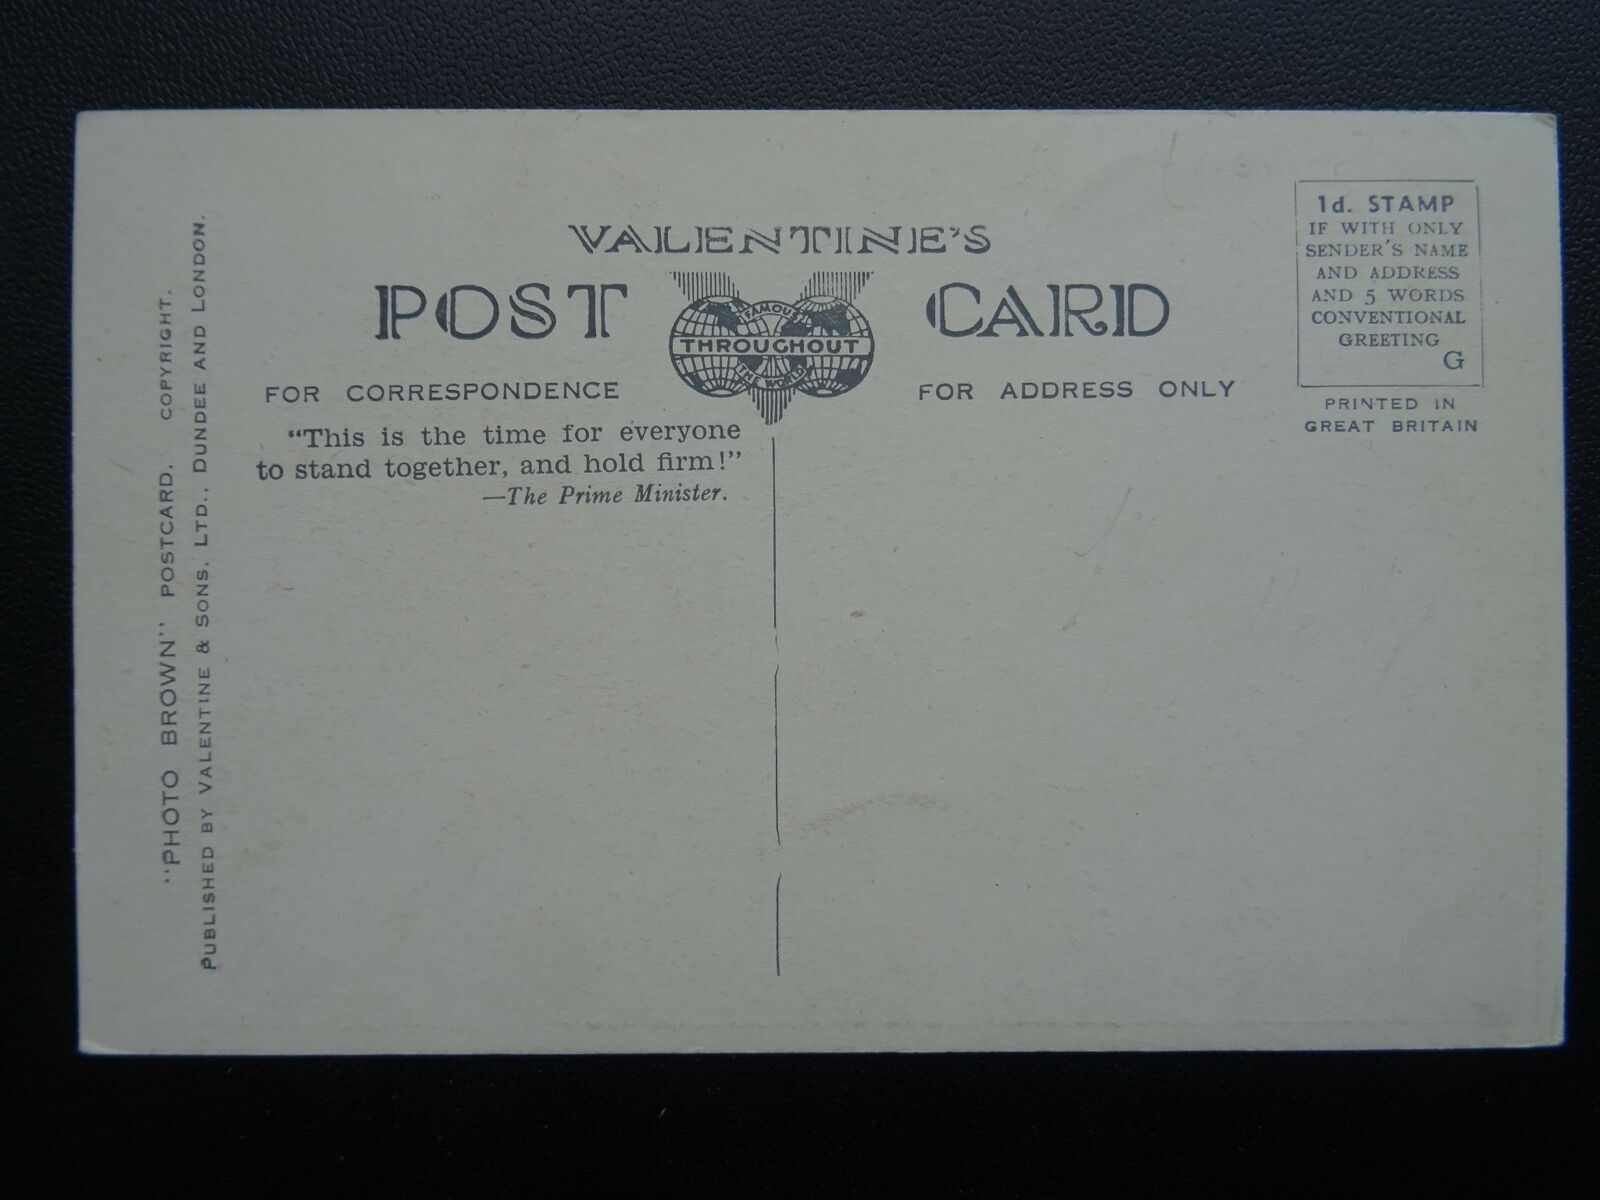 VALENTINE'S
POST CARD
FAMOUS
THROUGHOUT
THE WORLD
FOR CORRESPONDENCE
"This is the time for everyone
to stand together, and hold firm!"
—The Prime Minister.
FOR ADDRESS ONLY
1d. STAMP
IF WITH ONLY
SENDER'S NAME
AND ADDRESS
AND 5 WORDS
CONVENTIONAL
GREETING
G
PRINTED IN
GREAT BRITAIN
"PHOTO BROWN" POSTCARD. COPYRIGHT.
PUBLISHED BY VALENTINE & SONS, LTD., DUNDEE AND LONDON.